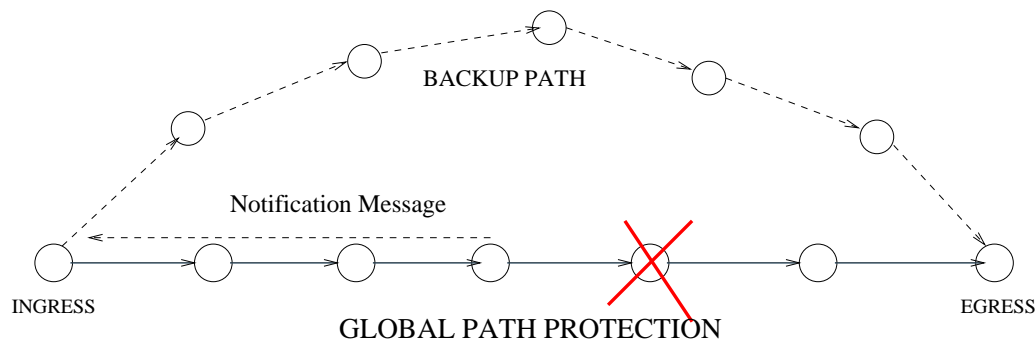 BACKUP PATH
Notification Message
INGRESS
EGRESS
GLOBAL PATH PROTECTION